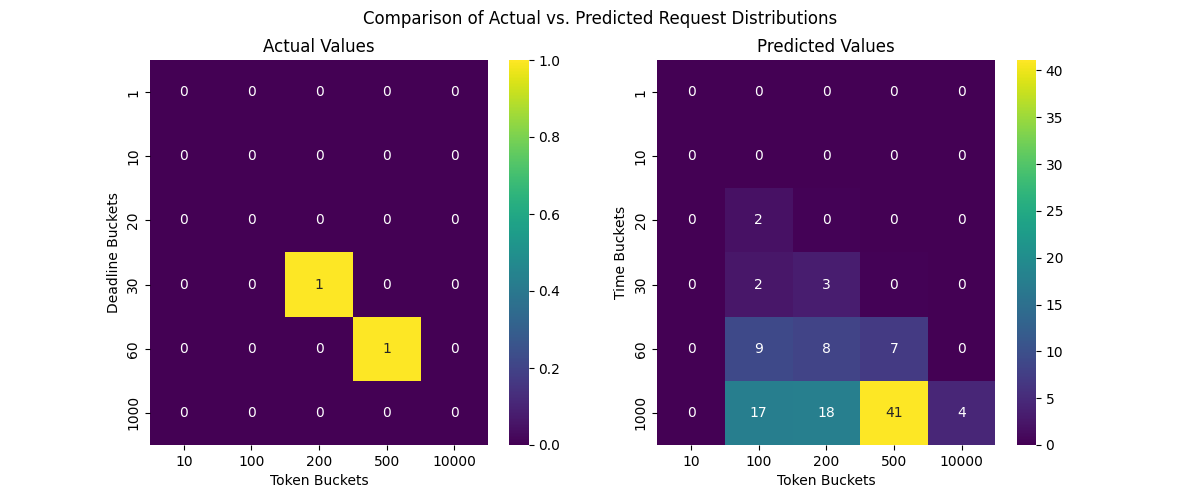 Comparison of Actual vs. Predicted Request Distributions
Actual Values
Deadline Buckets
1 0 0 0 0 0
10 0 0 0 0 0
20 0 0 0 0 0
30 0 0 1 0 0
60 0 0 0 1 0
1000 0 0 0 0 0
10 100 200 500 10000
Token Buckets
1.0
0.8
0.6
0.4
0.2
0.0
Predicted Values
Time Buckets
1 0 0 0 0 0
10 0 0 0 0 0
20 0 2 0 0 0
30 0 2 3 0 0
60 0 9 8 7 0
1000 0 17 18 41 4
10 100 200 500 10000
Token Buckets
40
35
30
25
20
15
10
5
0